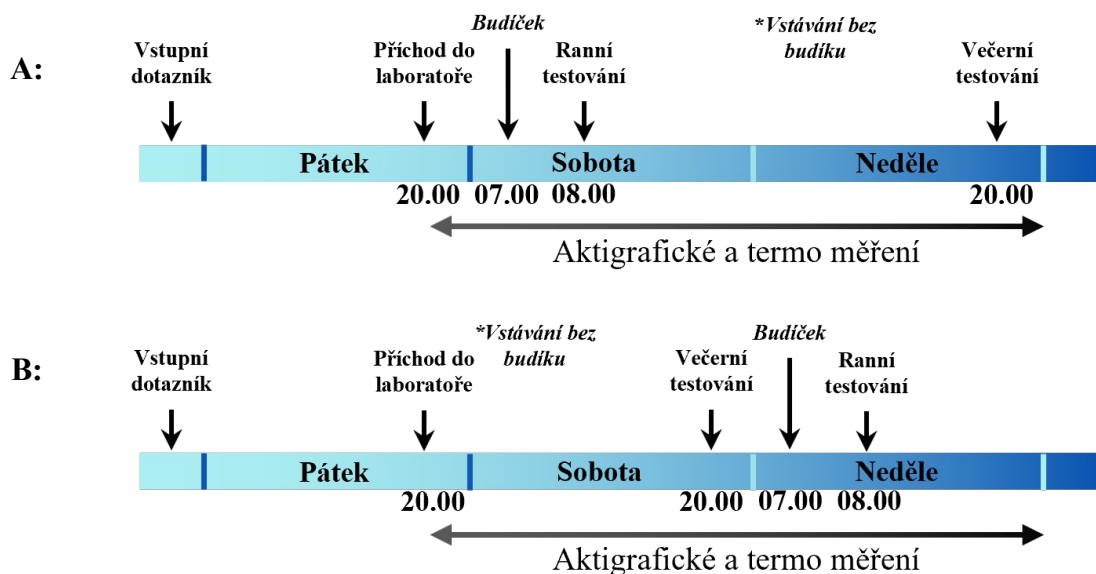 A:
Vstupní
dotazník
Příchod do
laboratoře
Budíček
Ranní
testování
*Vstávání bez
budíku
Večerní
testování
Pátek
Sobota
Neděle
20.00
07.00
08.00
20.00
Aktigrafické a termo měření
B:
Vstupní
dotazník
Příchod do
laboratoře
*Vstávání bez
budíku
Večerní
testování
Budíček
Ranní
testování
Pátek
Sobota
Neděle
20.00
20.00
07.00
08.00
Aktigrafické a termo měření